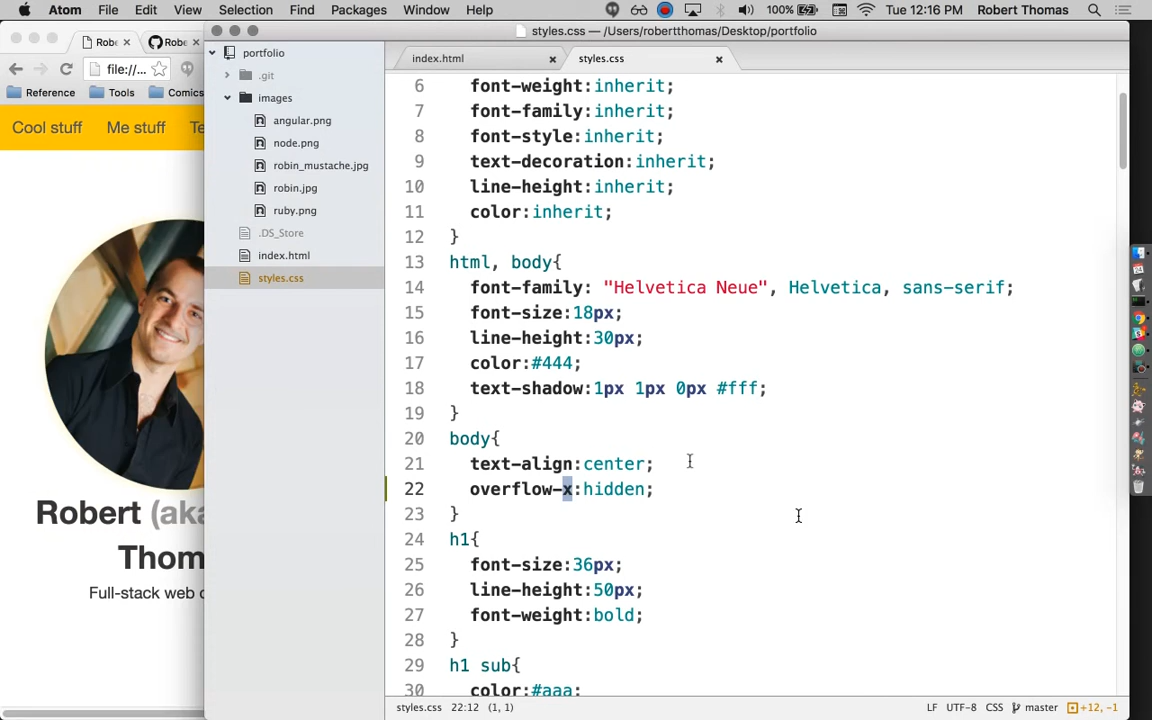 Atom File Edit View Selection Find Packages Window Help 100% Tue 12:16 PM Robert Thomas
styles.css — /Users/robertthomas/Desktop/portfolio
Robe × Robe ×
file://...
Reference Tools Comics
Cool stuff Me stuff Te
Robert (aka
Thom
Full-stack web
portfolio
.git
images
angular.png
node.png
robin_mustache.jpg
robin.jpg
ruby.png
.DS_Store
index.html
styles.css
index.html × styles.css ×
6 font-weight:inherit;
7 font-family:inherit;
8 font-style:inherit;
9 text-decoration:inherit;
10 line-height:inherit;
11 color:inherit;
12 }
13 html, body{
14 font-family: "Helvetica Neue", Helvetica, sans-serif;
15 font-size:18px;
16 line-height:30px;
17 color:#444;
18 text-shadow:1px 1px 0px #fff;
19 }
20 body{
21 text-align:center;
22 overflow-x:hidden;
23 }
24 h1{
25 font-size:36px;
26 line-height:50px;
27 font-weight:bold;
28 }
29 h1 sub{
30 color:#aaa;
styles.css 22:12 (1, 1) LF UTF-8 CSS master +12, -1